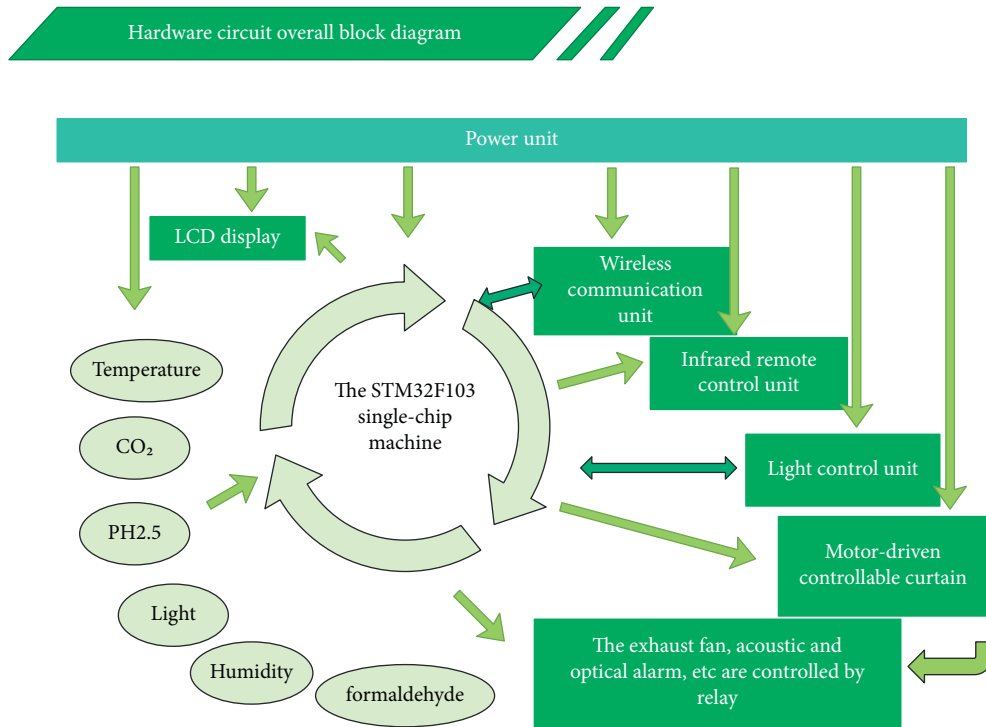 Hardware circuit overall block diagram
Power unit
LCD display
Wireless
communication
unit
Temperature
Infrared remote
control unit
The STM32F103
single-chip
machine
CO₂
Light control unit
PH2.5
Motor-driven
controllable curtain
Light
Humidity
formaldehyde
The exhaust fan, acoustic and
optical alarm, etc are controlled by
relay